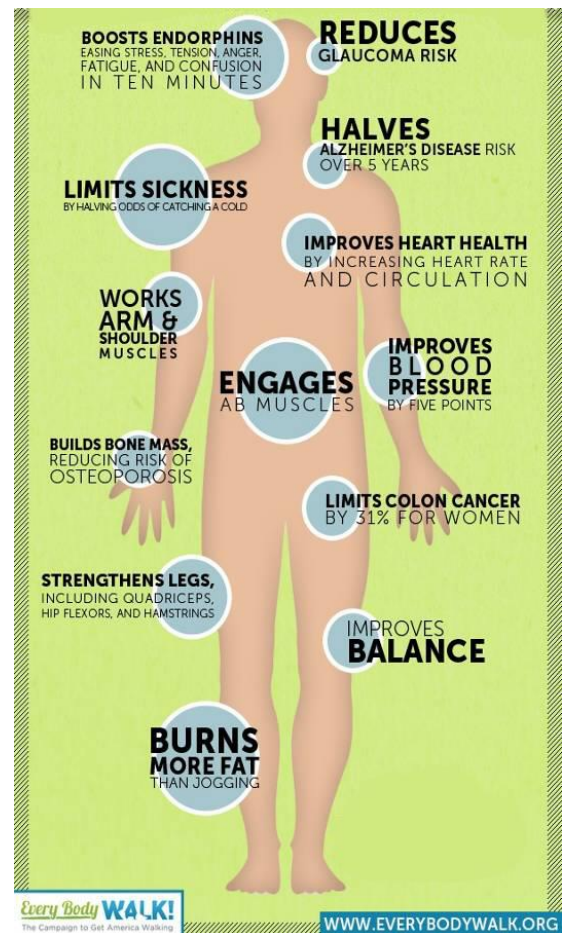 BOOSTS ENDORPHINS
EASING STRESS, TENSION, ANGER,
FATIGUE, AND CONFUSION
IN TEN MINUTES
REDUCES
GLAUCOMA RISK
HALVES
ALZHEIMER'S DISEASE RISK
OVER 5 YEARS
LIMITS SICKNESS
BY HALVING ODDS OF CATCHING A COLD
IMPROVES HEART HEALTH
BY INCREASING HEART RATE
AND CIRCULATION
WORKS
ARM &
SHOULDER
MUSCLES
IMPROVES
BLOOD
PRESSURE
BY FIVE POINTS
ENGAGES
AB MUSCLES
BUILDS BONE MASS,
REDUCING RISK OF
OSTEOPOROSIS
LIMITS COLON CANCER
BY 31% FOR WOMEN
STRENGTHENS LEGS,
INCLUDING QUADRICEPS,
HIP FLEXORS, AND HAMSTRINGS
IMPROVES
BALANCE
BURNS
MORE FAT
THAN JOGGING
Every Body WALK!
The Campaign to Get America Walking
WWW.EVERYBODYWALK.ORG